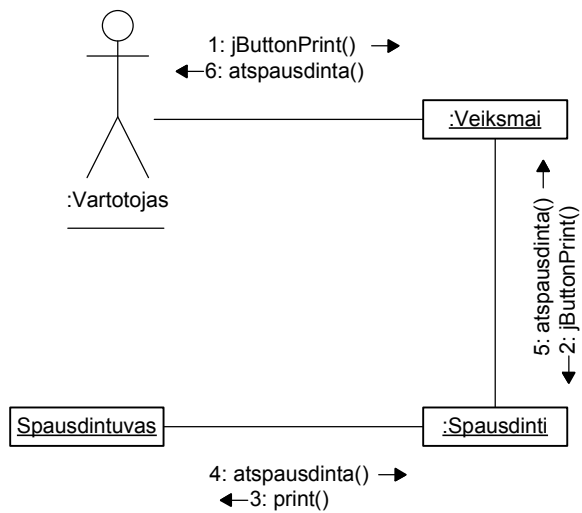 1: jButtonPrint()
6: atspausdinta()
:Veiksmai
:Vartotojas
5: atspausdinta()
2: jButtonPrint()
Spausdintuvas
:Spausdinti
4: atspausdinta()
3: print()